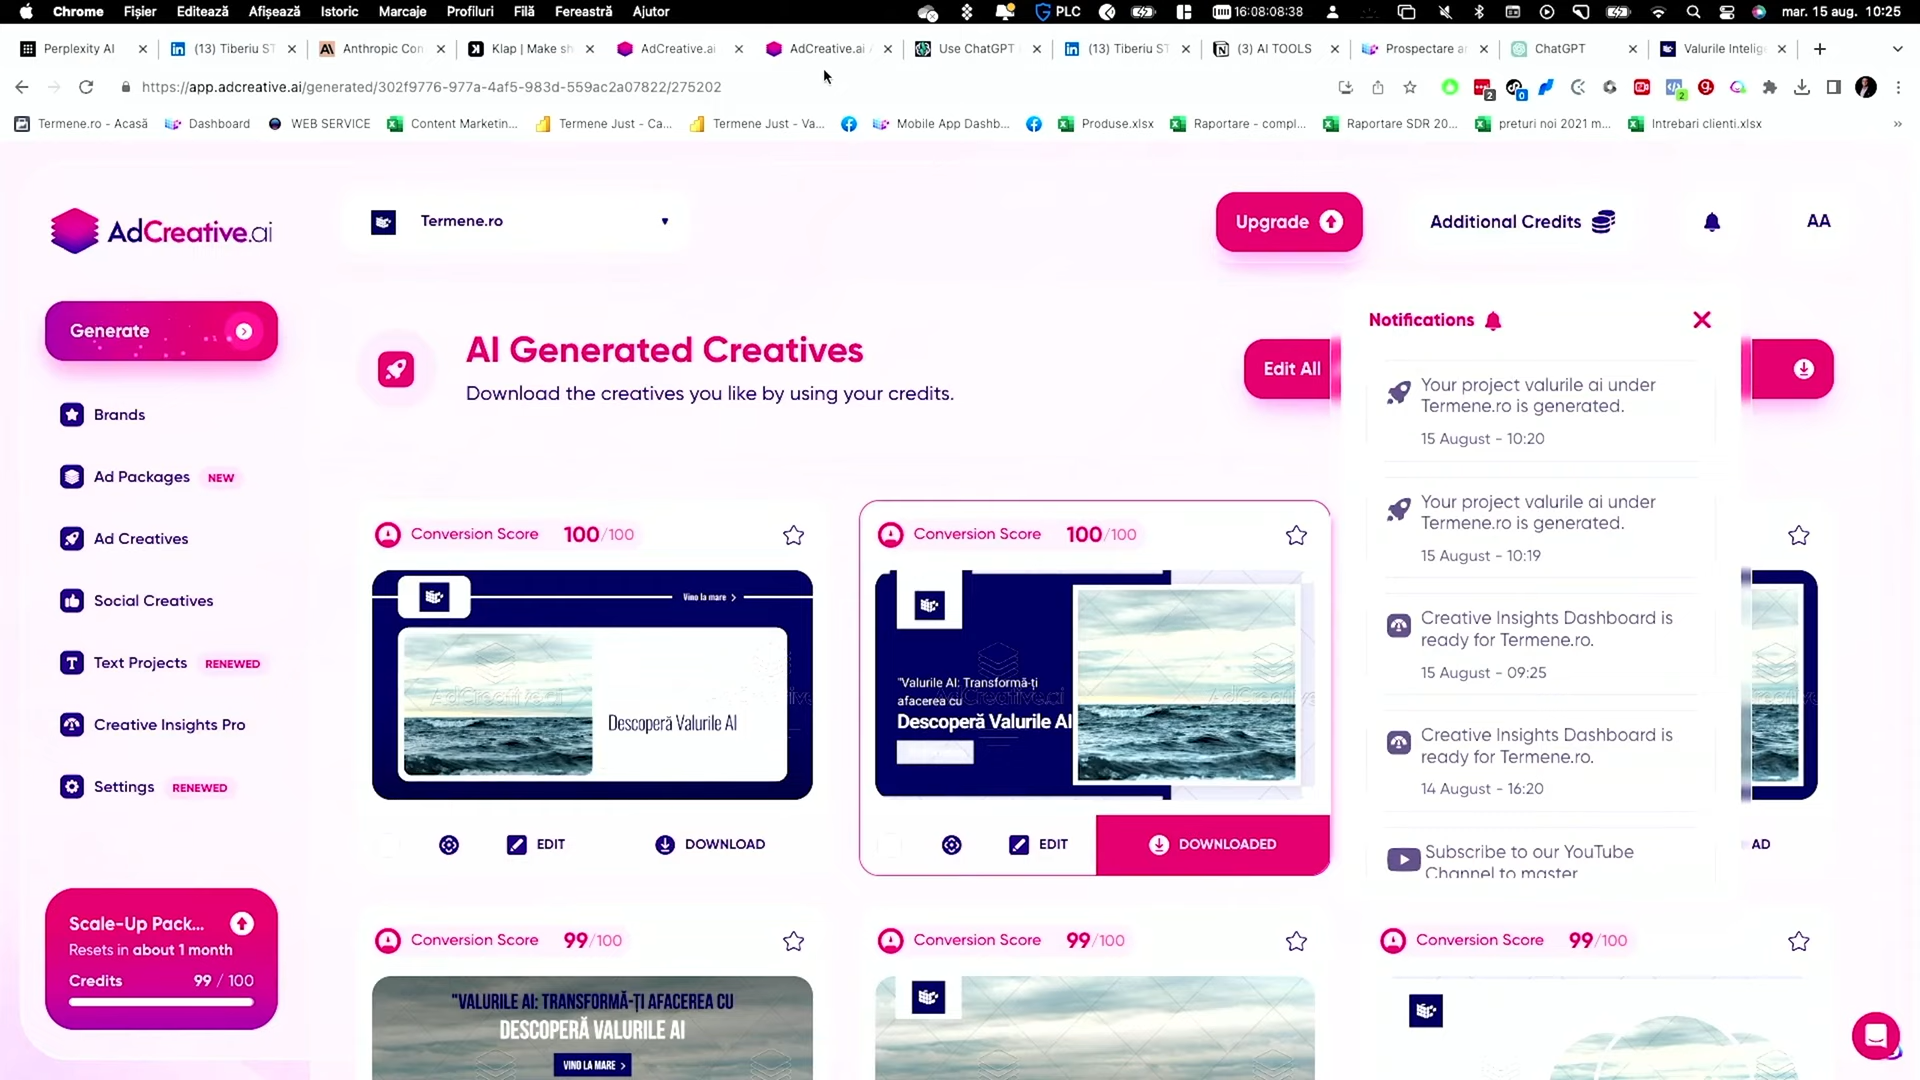 Chrome Fișier Editează Afișează Istoric Marcaje Profiluri Filă Fereastră Ajutor PLC 16:08:08:38 mar. 15 aug. 10:25
Perplexity AI (13) Tiberiu ST Anthropic Con Klap | Make sh AdCreative.ai AdCreative.ai Use ChatGPT (13) Tiberiu ST (3) AI TOOLS Prospectare ChatGPT Valurile Intelig
https://app.adcreative.ai/generated/302f9776-977a-4af5-983d-559ac2a07822/275202
Termene.ro - Acasă Dashboard WEB SERVICE Content Marketin... Termene Just - Ca... Termene Just - Va... Mobile App Dashb... Produse.xlsx Raportare - compl... Raportare SDR 20... preturi noi 2021 m... Intrebari clienti.xlsx
AdCreative.ai
Termene.ro
Upgrade
Additional Credits
AA
Generate
Brands
Ad Packages NEW
Ad Creatives
Social Creatives
Text Projects RENEWED
Creative Insights Pro
Settings RENEWED
Scale-Up Pack...
Resets in about 1 month
Credits 99 / 100
AI Generated Creatives
Download the creatives you like by using your credits.
Edit All
Notifications
Your project valurile ai under
Termene.ro is generated.
15 August - 10:20
Your project valurile ai under
Termene.ro is generated.
15 August - 10:19
Creative Insights Dashboard is
ready for Termene.ro.
15 August - 09:25
Creative Insights Dashboard is
ready for Termene.ro.
14 August - 16:20
Subscribe to our YouTube
Channel to master
Conversion Score 100/100
Vino la mare
Descoperă Valurile AI
AdCreative.ai
EDIT
DOWNLOAD
Conversion Score 100/100
"Valurile AI: Transformă-ți
afacerea cu
Descoperă Valurile AI
EDIT
DOWNLOADED
AD
Conversion Score 99/100
"VALURILE AI: TRANSFORMĂ-ȚI AFACEREA CU
DESCOPERĂ VALURILE AI
VINO LA MARE
Conversion Score 99/100
Conversion Score 99/100